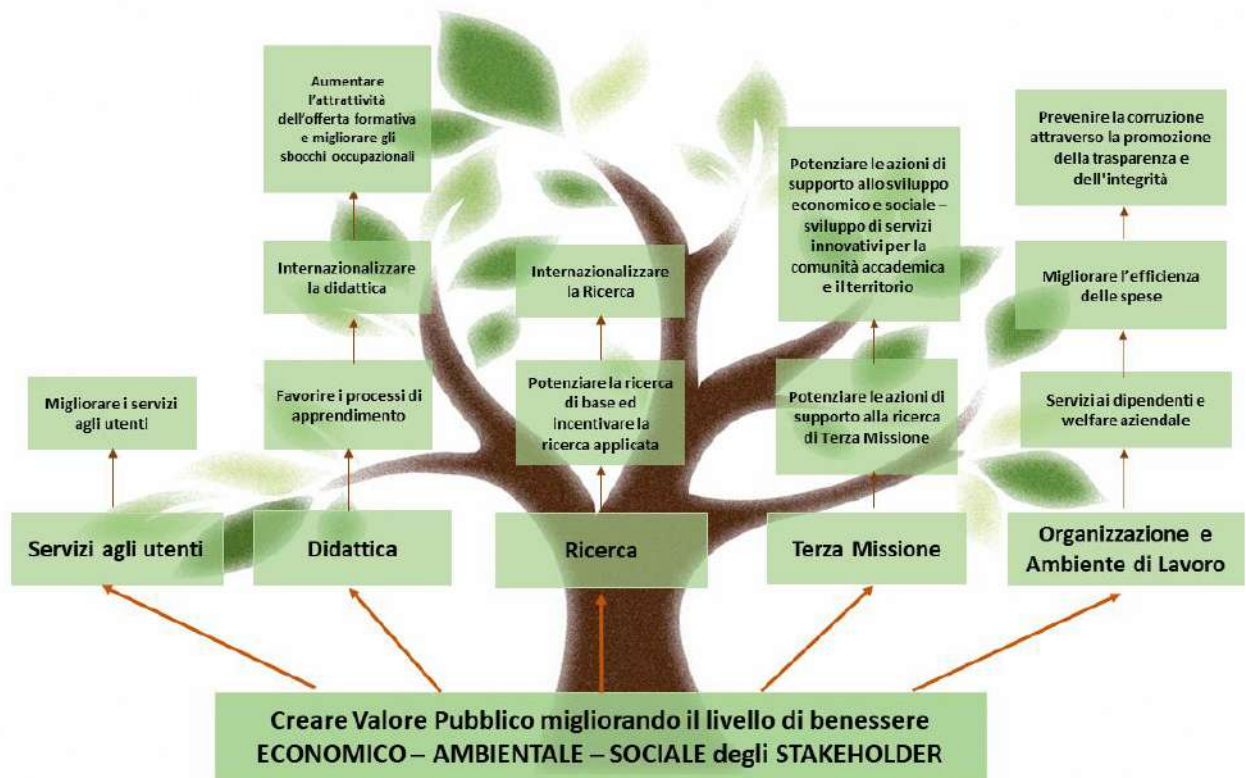 Aumentare
l'attrattività
dell'offerta formativa
e migliorare gli
sbocchi occupazionali
Prevenire la corruzione
attraverso la promozione
della trasparenza e
dell'integrità
Potenziare le azioni di
supporto allo sviluppo
economico e sociale –
sviluppo di servizi
innovativi per la
comunità accademica
e il territorio
Internazionalizzare
la didattica
Internazionalizzare
la Ricerca
Migliorare l'efficienza
delle spese
Migliorare i servizi
agli utenti
Favorire i processi di
apprendimento
Potenziare la ricerca
di base ed
incentivare la
ricerca applicata
Potenziare le azioni di
supporto alla ricerca
di Terza Missione
Servizi ai dipendenti e
welfare aziendale
Servizi agli utenti
Didattica
Ricerca
Terza Missione
Organizzazione e
Ambiente di Lavoro
Creare Valore Pubblico migliorando il livello di benessere
ECONOMICO – AMBIENTALE – SOCIALE degli STAKEHOLDER